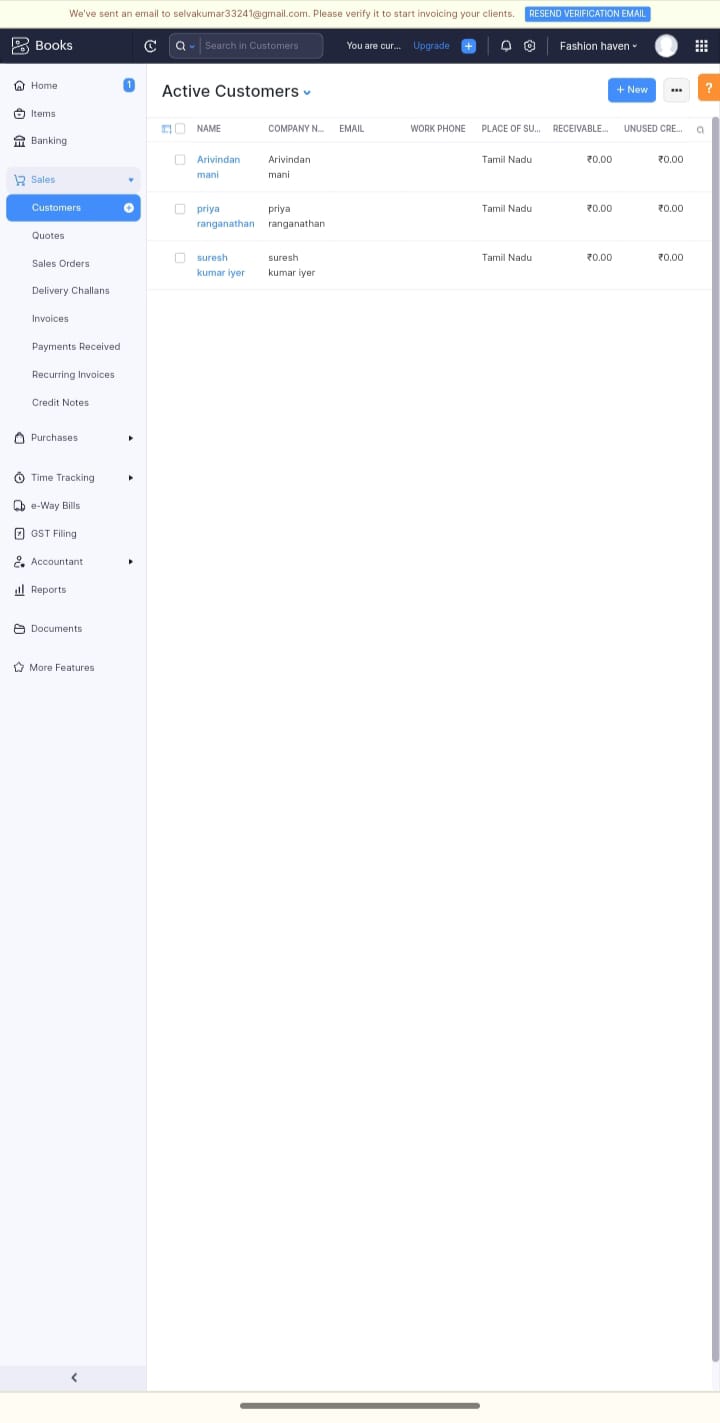 We've sent an email to selvakumar33241@gmail.com. Please verify it to start invoicing your clients. RESEND VERIFICATION EMAIL
Books
Search in Customers
You are cur... Upgrade
Fashion haven
Home 1
Items
Banking
Sales
Customers
Quotes
Sales Orders
Delivery Challans
Invoices
Payments Received
Recurring Invoices
Credit Notes
Purchases
Time Tracking
e-Way Bills
GST Filing
Accountant
Reports
Documents
More Features
Active Customers
+ New
?
NAME COMPANY N... EMAIL WORK PHONE PLACE OF SU... RECEIVABLE... UNUSED CRE...
Arivindan mani Arivindan mani Tamil Nadu ₹0.00 ₹0.00
priya ranganathan priya ranganathan Tamil Nadu ₹0.00 ₹0.00
suresh kumar iyer suresh kumar iyer Tamil Nadu ₹0.00 ₹0.00